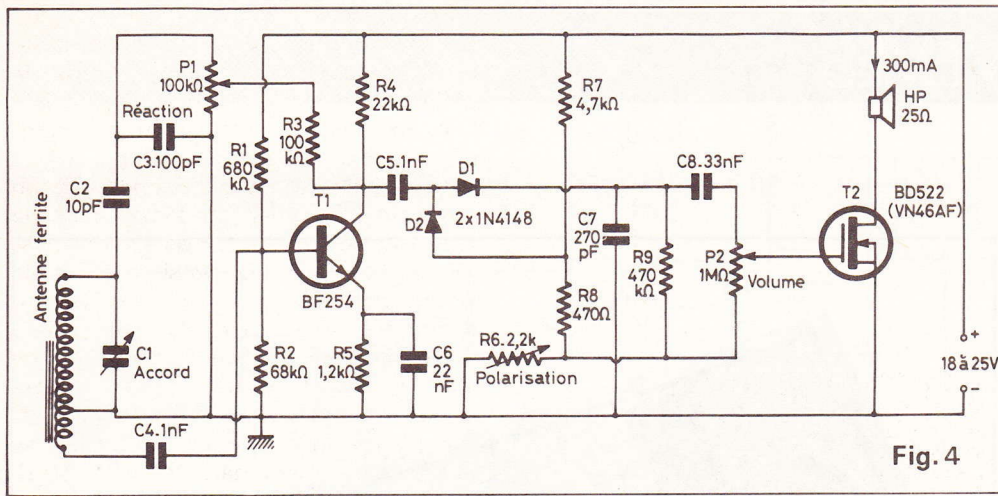 P1
100kΩ
Réaction
C3.100pF
C2
10pF
Antenne ferrite
C1
Accord
C4.1nF
R1
680
kΩ
R3
100
kΩ
R4
22kΩ
T1
BF254
R2
68kΩ
R5
1,2kΩ
C6
22
nF
C5.1nF
D1
D2
2x1N4148
R7
4,7kΩ
R8
470Ω
R6.2,2k
Polarisation
C7
270
pF
R9
470
kΩ
C8.33nF
P2
1MΩ
Volume
T2
BD522
(VN46AF)
300mA
HP
25Ω
+
18 à 25V
−
Fig. 4